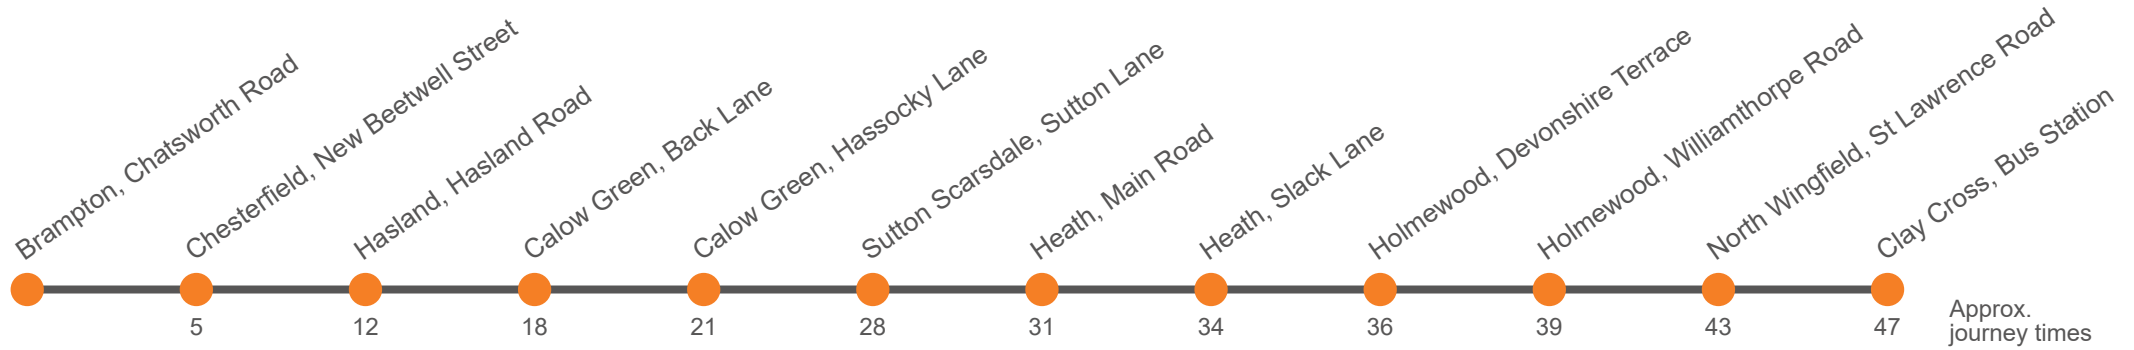 Brampton, Chatsworth Road
Chesterfield, New Beetwell Street
Hasland, Hasland Road
Calow Green, Back Lane
Calow Green, Hassocky Lane
Sutton Scarsdale, Sutton Lane
Heath, Main Road
Heath, Slack Lane
Holmewood, Devonshire Terrace
Holmewood, Williamthorpe Road
North Wingfield, St Lawrence Road
Clay Cross, Bus Station
5 12 18 21 28 31 34 36 39 43 47
Approx.
journey times